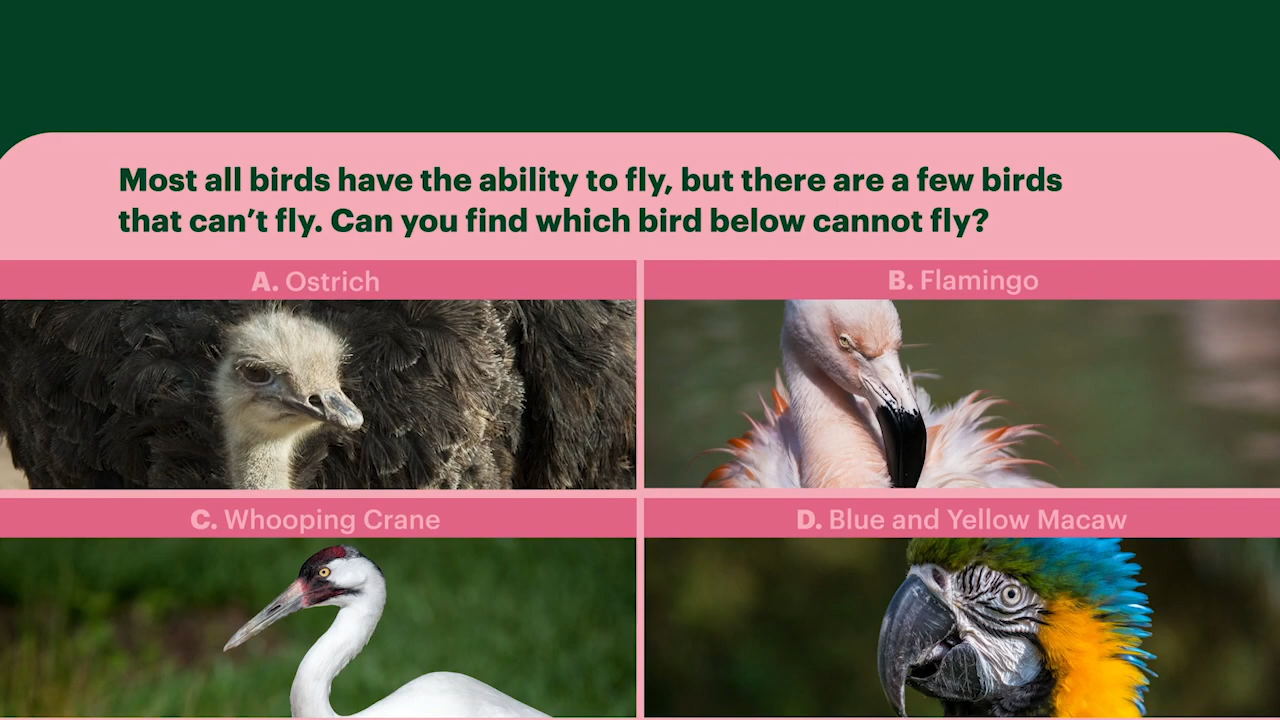 Most all birds have the ability to fly, but there are a few birds
that can’t fly. Can you find which bird below cannot fly?
A. Ostrich
B. Flamingo
C. Whooping Crane
D. Blue and Yellow Macaw